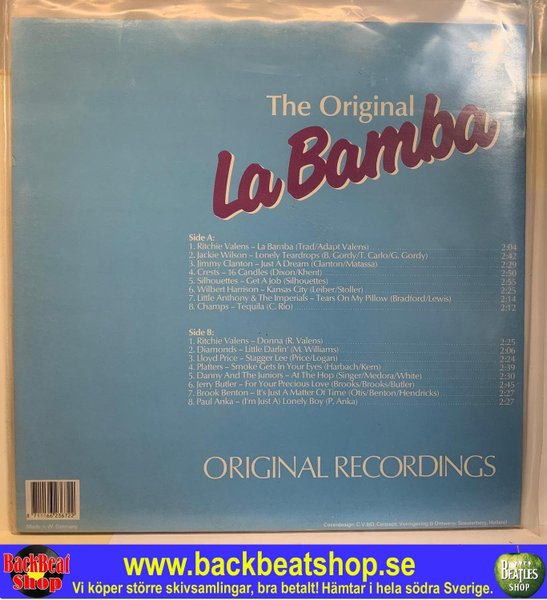 The Original
La Bamba
Side A:
1. Ritchie Valens – La Bamba (Trad/Adapt Valens) 2:04
2. Jackie Wilson – Lonely Teardrops (B. Gordy/T. Carlo/G. Gordy) 2:42
3. Jimmy Clanton – Just A Dream (Clanton/Matassa) 2:29
4. Crests – 16 Candles (Dixon/Khent) 2:50
5. Silhouettes – Get A Job (Silhouettes) 2:55
6. Wilbert Harrison – Kansas City (Leiber/Stoller) 2:25
7. Little Anthony & The Imperials – Tears On My Pillow (Bradford/Lewis) 2:14
8. Champs – Tequila (C. Rio) 2:12
Side B:
1. Ritchie Valens – Donna (R. Valens) 2:25
2. Diamonds – Little Darlin' (M. Williams) 2:06
3. Lloyd Price – Stagger Lee (Price/Logan) 2:24
4. Platters – Smoke Gets In Your Eyes (Harbach/Kern) 2:39
5. Danny And The Juniors – At The Hop (Singer/Medora/White) 2:30
6. Jerry Butler – For Your Precious Love (Brooks/Brooks/Butler) 2:45
7. Brook Benton – It's Just A Matter Of Time (Otis/Benton/Hendricks) 2:27
8. Paul Anka – (I'm Just A) Lonely Boy (P. Anka) 2:27
ORIGINAL RECORDINGS
Made in W. Germany
Coverdesign: C.V.BO Concept, Vormgeving & Ontwerp, Soesterberg, Holland
BackBeat
Shop
www.backbeatshop.se
Vi köper större skivsamlingar, bra betalt! Hämtar i hela södra Sverige.
BEATLES
SHOP